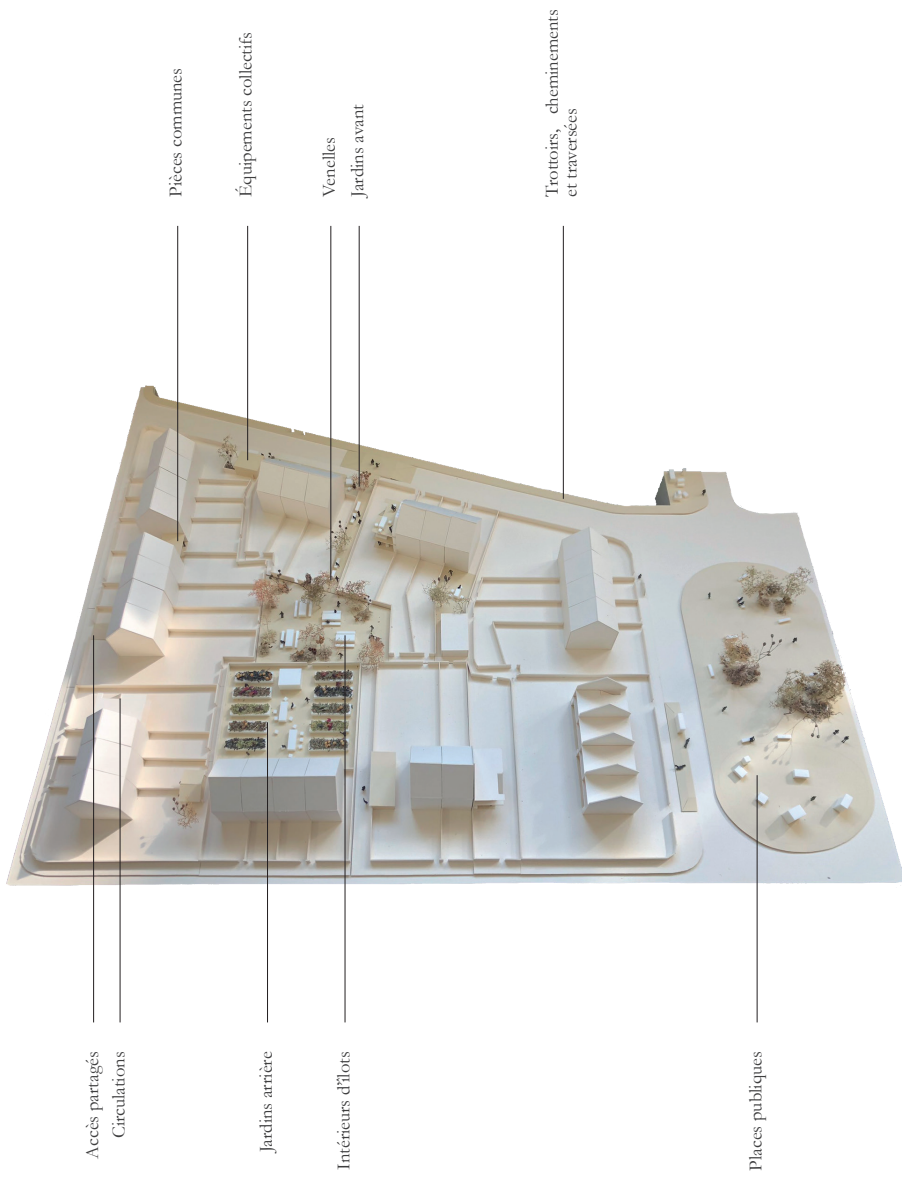 Pièces communes
Équipements collectifs
Venelles
Jardins avant
Trottoirs, cheminements
et traversées
Accès partagés
Circulations
Jardins arrière
Intérieurs d'îlots
Places publiques